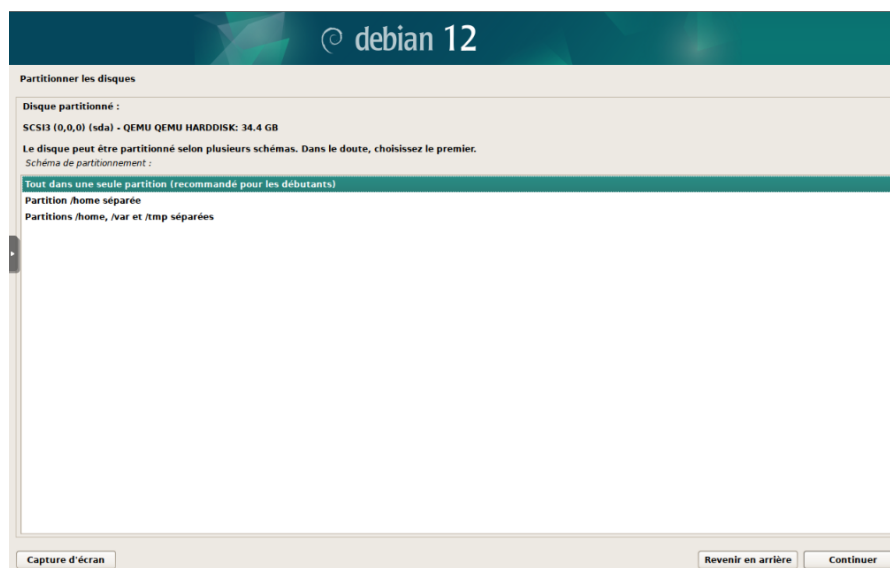 debian 12
Partitionner les disques
Disque partitionné :
SCSI3 (0,0,0) (sda) - QEMU QEMU HARDDISK: 34.4 GB
Le disque peut être partitionné selon plusieurs schémas. Dans le doute, choisissez le premier.
Schéma de partitionnement :
Tout dans une seule partition (recommandé pour les débutants)
Partition /home séparée
Partitions /home, /var et /tmp séparées
Capture d'écran
Revenir en arrière
Continuer